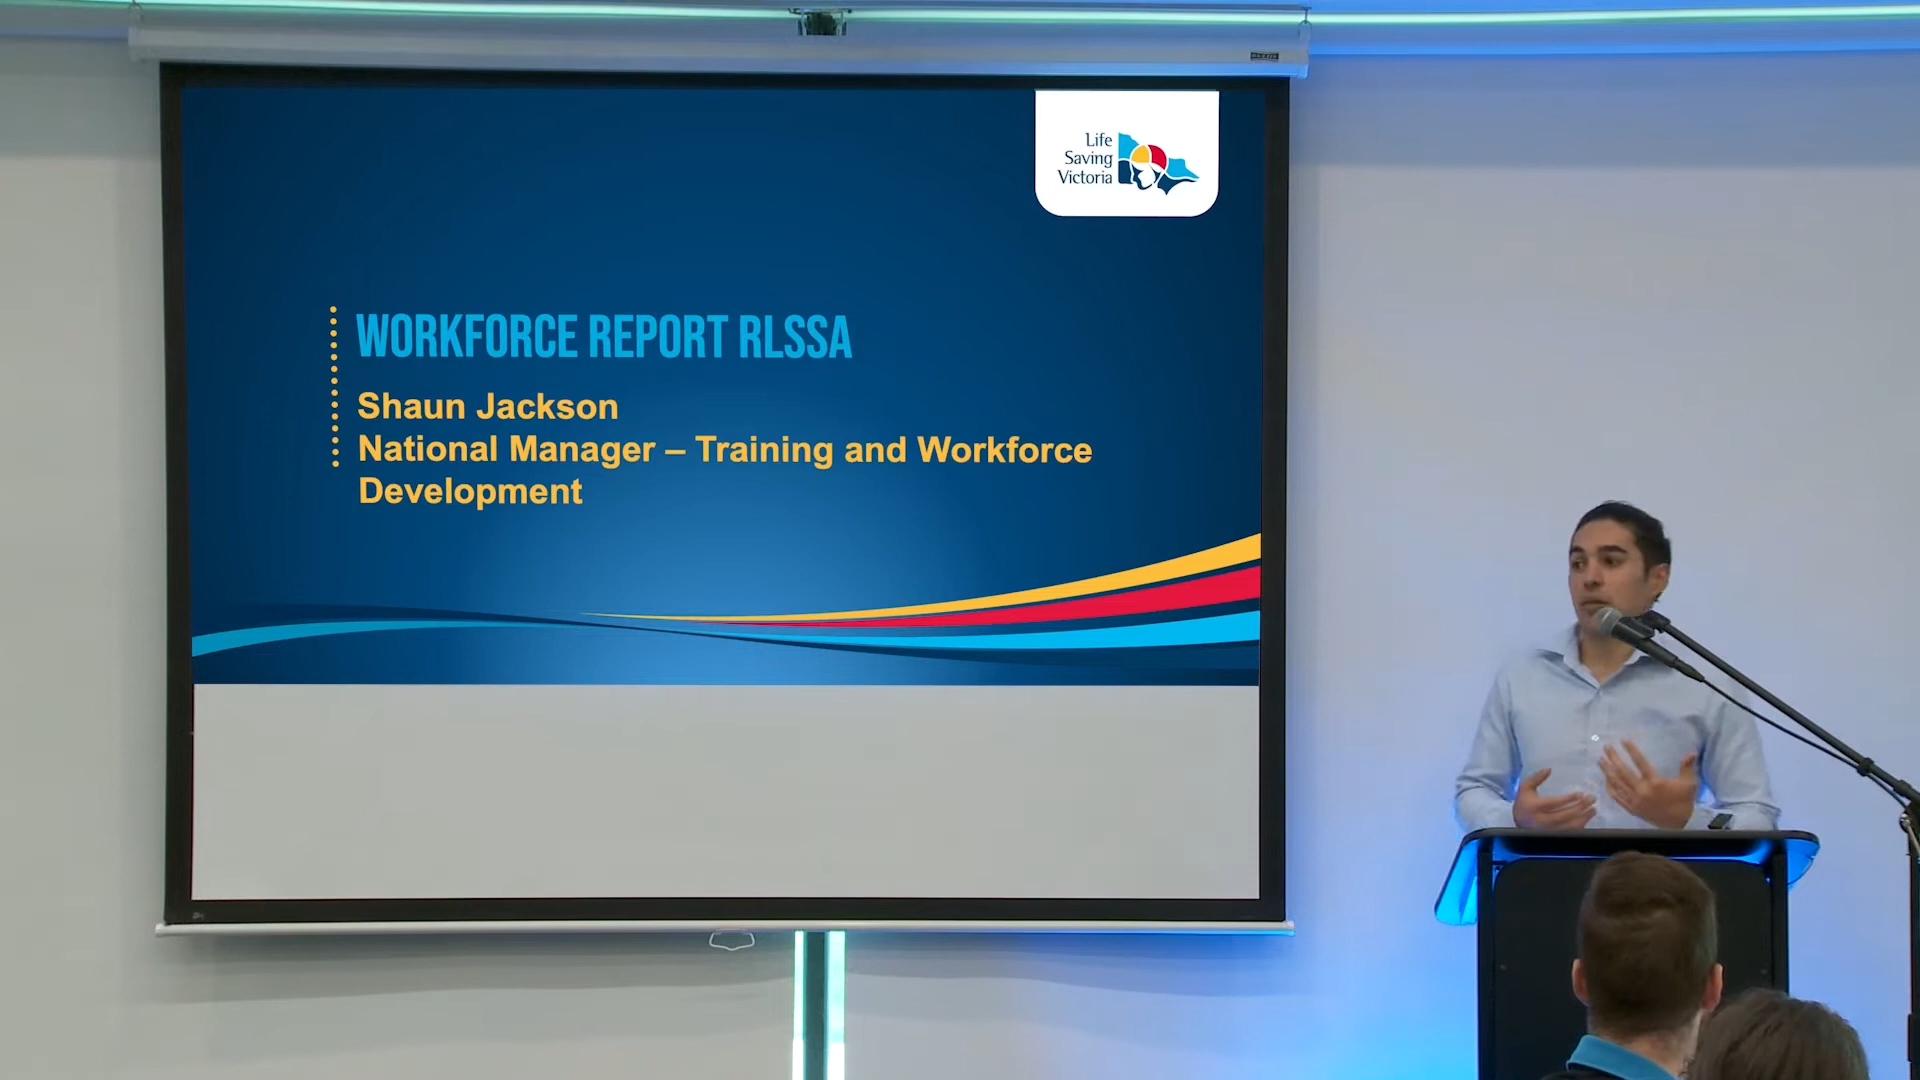 Life
Saving
Victoria
WORKFORCE REPORT RLSSA
Shaun Jackson
National Manager – Training and Workforce
Development